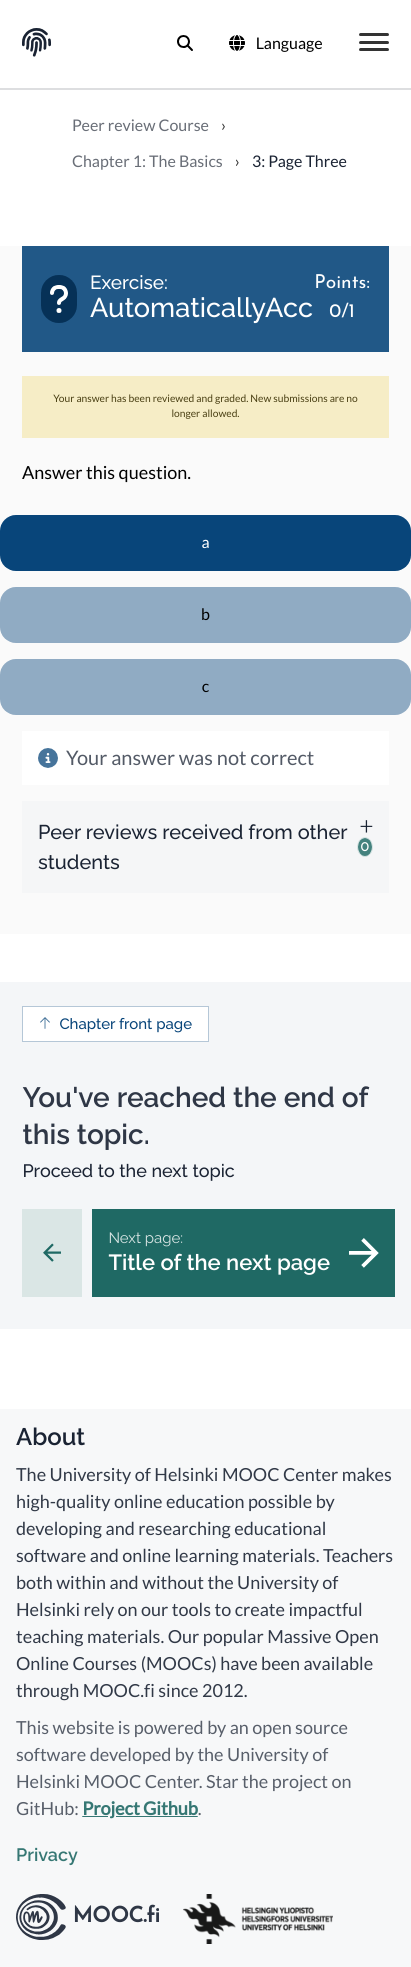 Language
Peer review Course ›
Chapter 1: The Basics › 3: Page Three
Exercise:
AutomaticallyAcc
Points:
0/1
Your answer has been reviewed and graded. New submissions are no
longer allowed.
Answer this question.
a
b
c
Your answer was not correct
Peer reviews received from other
students
0
Chapter front page
You've reached the end of
this topic.
Proceed to the next topic
Next page:
Title of the next page
About
The University of Helsinki MOOC Center makes
high-quality online education possible by
developing and researching educational
software and online learning materials. Teachers
both within and without the University of
Helsinki rely on our tools to create impactful
teaching materials. Our popular Massive Open
Online Courses (MOOCs) have been available
through MOOC.fi since 2012.
This website is powered by an open source
software developed by the University of
Helsinki MOOC Center. Star the project on
GitHub: Project Github.
Privacy
MOOC.fi
HELSINGIN YLIOPISTO
HELSINGFORS UNIVERSITET
UNIVERSITY OF HELSINKI